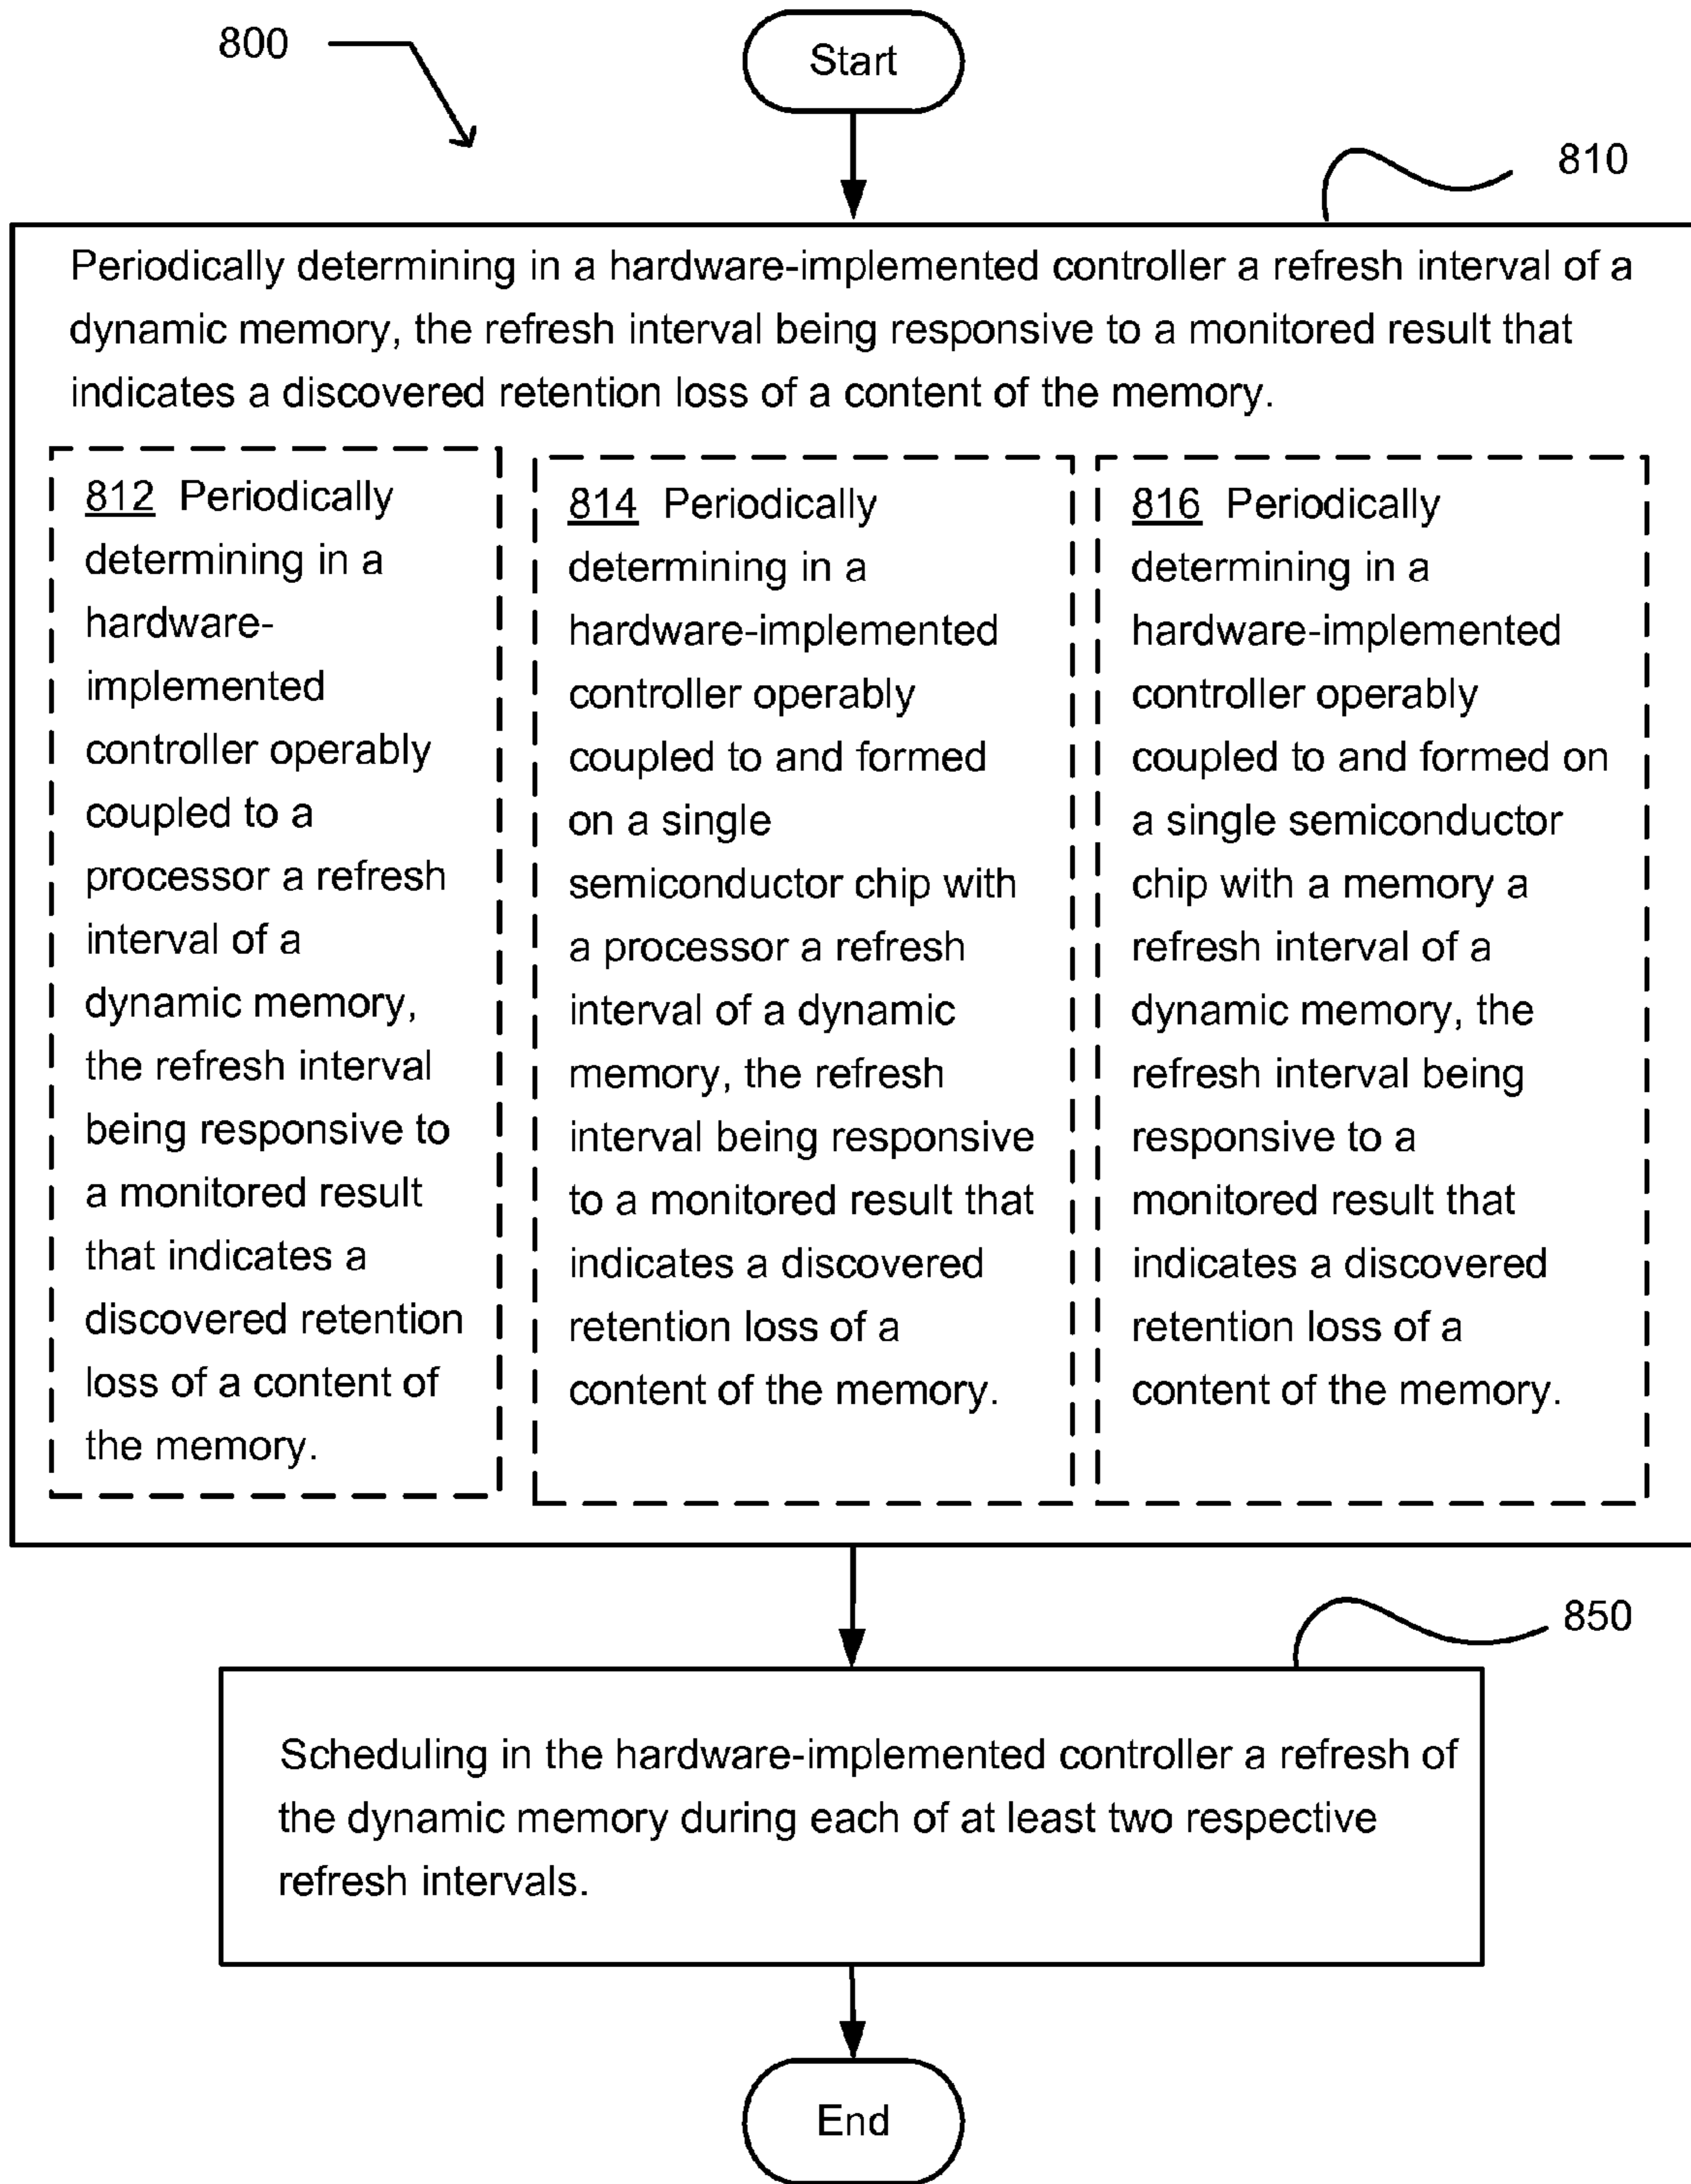 800
Start
810
Periodically determining in a hardware-implemented controller a refresh interval of a
dynamic memory, the refresh interval being responsive to a monitored result that
indicates a discovered retention loss of a content of the memory.
812 Periodically
determining in a
hardware-
implemented
controller operably
coupled to a
processor a refresh
interval of a
dynamic memory,
the refresh interval
being responsive to
a monitored result
that indicates a
discovered retention
loss of a content of
the memory.
814 Periodically
determining in a
hardware-implemented
controller operably
coupled to and formed
on a single
semiconductor chip with
a processor a refresh
interval of a dynamic
memory, the refresh
interval being responsive
to a monitored result that
indicates a discovered
retention loss of a
content of the memory.
816 Periodically
determining in a
hardware-implemented
controller operably
coupled to and formed on
a single semiconductor
chip with a memory a
refresh interval of a
dynamic memory, the
refresh interval being
responsive to a
monitored result that
indicates a discovered
retention loss of a
content of the memory.
850
Scheduling in the hardware-implemented controller a refresh of
the dynamic memory during each of at least two respective
refresh intervals.
End